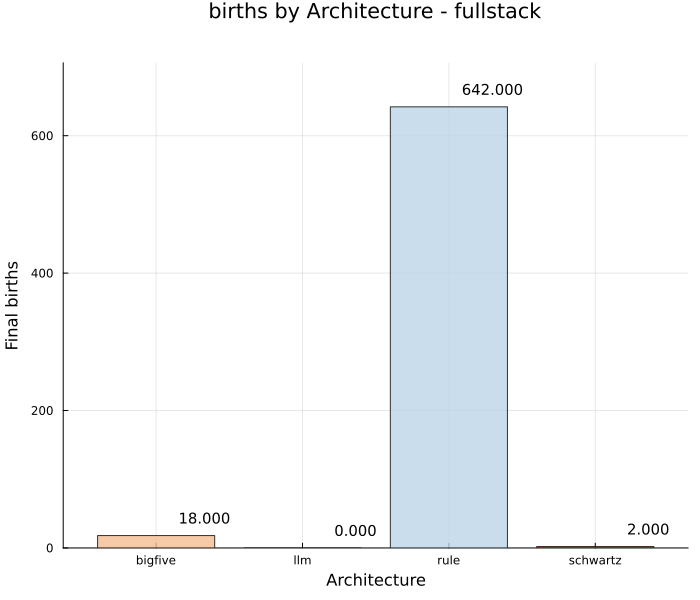 births by Architecture - fullstack
642.000
600
400
200
18.000
0.000
2.000
0
bigfive
llm
rule
schwartz
Architecture
Final births